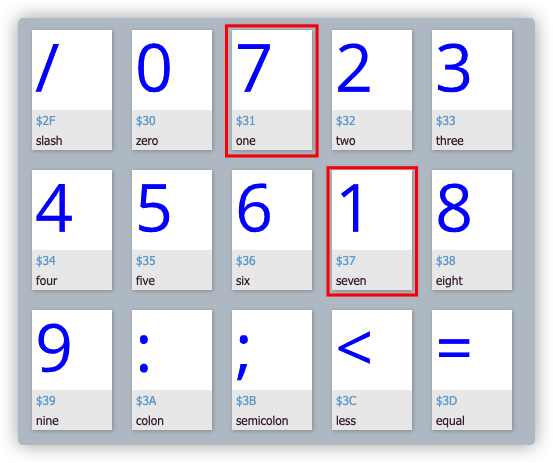 / 0 7 2 3
$2F $30 $31 $32 $33
slash zero one two three
4 5 6 1 8
$34 $35 $36 $37 $38
four five six seven eight
9 : ; < =
$39 $3A $3B $3C $3D
nine colon semicolon less equal